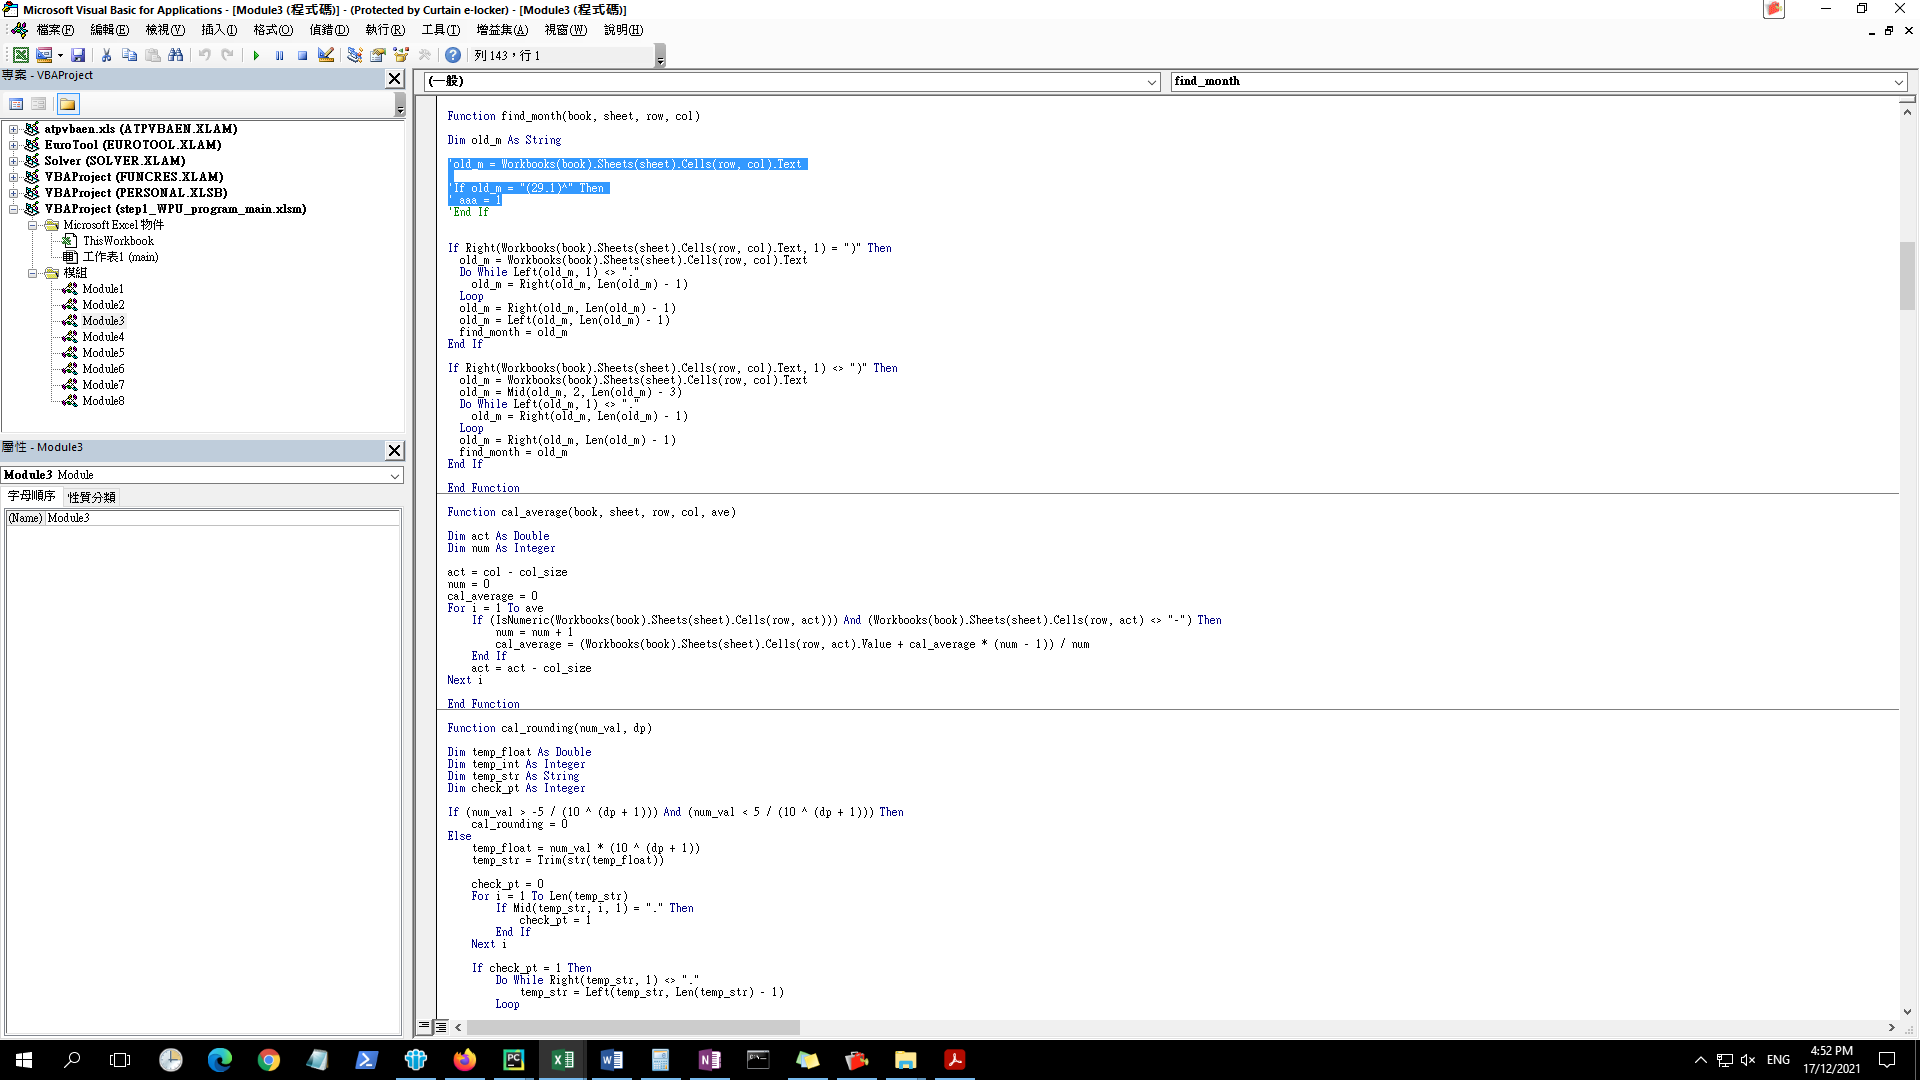 Microsoft Visual Basic for Applications - [Module3 (程式碼)] - (Protected by Curtain e-locker) - [Module3 (程式碼)]
檔案(F) 編輯(E) 檢視(V) 插入(I) 格式(O) 偵錯(D) 執行(R) 工具(T) 增益集(A) 視窗(W) 說明(H)
列 143，行 1
專案 - VBAProject
atpvbaen.xls (ATPVBAEN.XLAM)
EuroTool (EUROTOOL.XLAM)
Solver (SOLVER.XLAM)
VBAProject (FUNCRES.XLAM)
VBAProject (PERSONAL.XLSB)
VBAProject (step1_WPU_program_main.xlsm)
Microsoft Excel 物件
ThisWorkbook
工作表1 (main)
模組
Module1
Module2
Module3
Module4
Module5
Module6
Module7
Module8
屬性 - Module3
Module3 Module
字母順序 性質分類
(Name) Module3
(一般) find_month
Function find_month(book, sheet, row, col)
Dim old_m As String
'old_m = Workbooks(book).Sheets(sheet).Cells(row, col).Text
'If old_m = "(29.1)^" Then
' aaa = 1
'End If
If Right(Workbooks(book).Sheets(sheet).Cells(row, col).Text, 1) = ")" Then
old_m = Workbooks(book).Sheets(sheet).Cells(row, col).Text
Do While Left(old_m, 1) <> "."
old_m = Right(old_m, Len(old_m) - 1)
Loop
old_m = Right(old_m, Len(old_m) - 1)
old_m = Left(old_m, Len(old_m) - 1)
find_month = old_m
End If
If Right(Workbooks(book).Sheets(sheet).Cells(row, col).Text, 1) <> ")" Then
old_m = Workbooks(book).Sheets(sheet).Cells(row, col).Text
old_m = Mid(old_m, 2, Len(old_m) - 3)
Do While Left(old_m, 1) <> "."
old_m = Right(old_m, Len(old_m) - 1)
Loop
old_m = Right(old_m, Len(old_m) - 1)
find_month = old_m
End If
End Function
Function cal_average(book, sheet, row, col, ave)
Dim act As Double
Dim num As Integer
act = col - col_size
num = 0
cal_average = 0
For i = 1 To ave
If (IsNumeric(Workbooks(book).Sheets(sheet).Cells(row, act))) And (Workbooks(book).Sheets(sheet).Cells(row, act) <> "-") Then
num = num + 1
cal_average = (Workbooks(book).Sheets(sheet).Cells(row, act).Value + cal_average * (num - 1)) / num
End If
act = act - col_size
Next i
End Function
Function cal_rounding(num_val, dp)
Dim temp_float As Double
Dim temp_int As Integer
Dim temp_str As String
Dim check_pt As Integer
If (num_val > -5 / (10 ^ (dp + 1))) And (num_val < 5 / (10 ^ (dp + 1))) Then
cal_rounding = 0
Else
temp_float = num_val * (10 ^ (dp + 1))
temp_str = Trim(str(temp_float))
check_pt = 0
For i = 1 To Len(temp_str)
If Mid(temp_str, i, 1) = "." Then
check_pt = 1
End If
Next i
If check_pt = 1 Then
Do While Right(temp_str, 1) <> "."
temp_str = Left(temp_str, Len(temp_str) - 1)
Loop
ENG
4:52 PM
17/12/2021